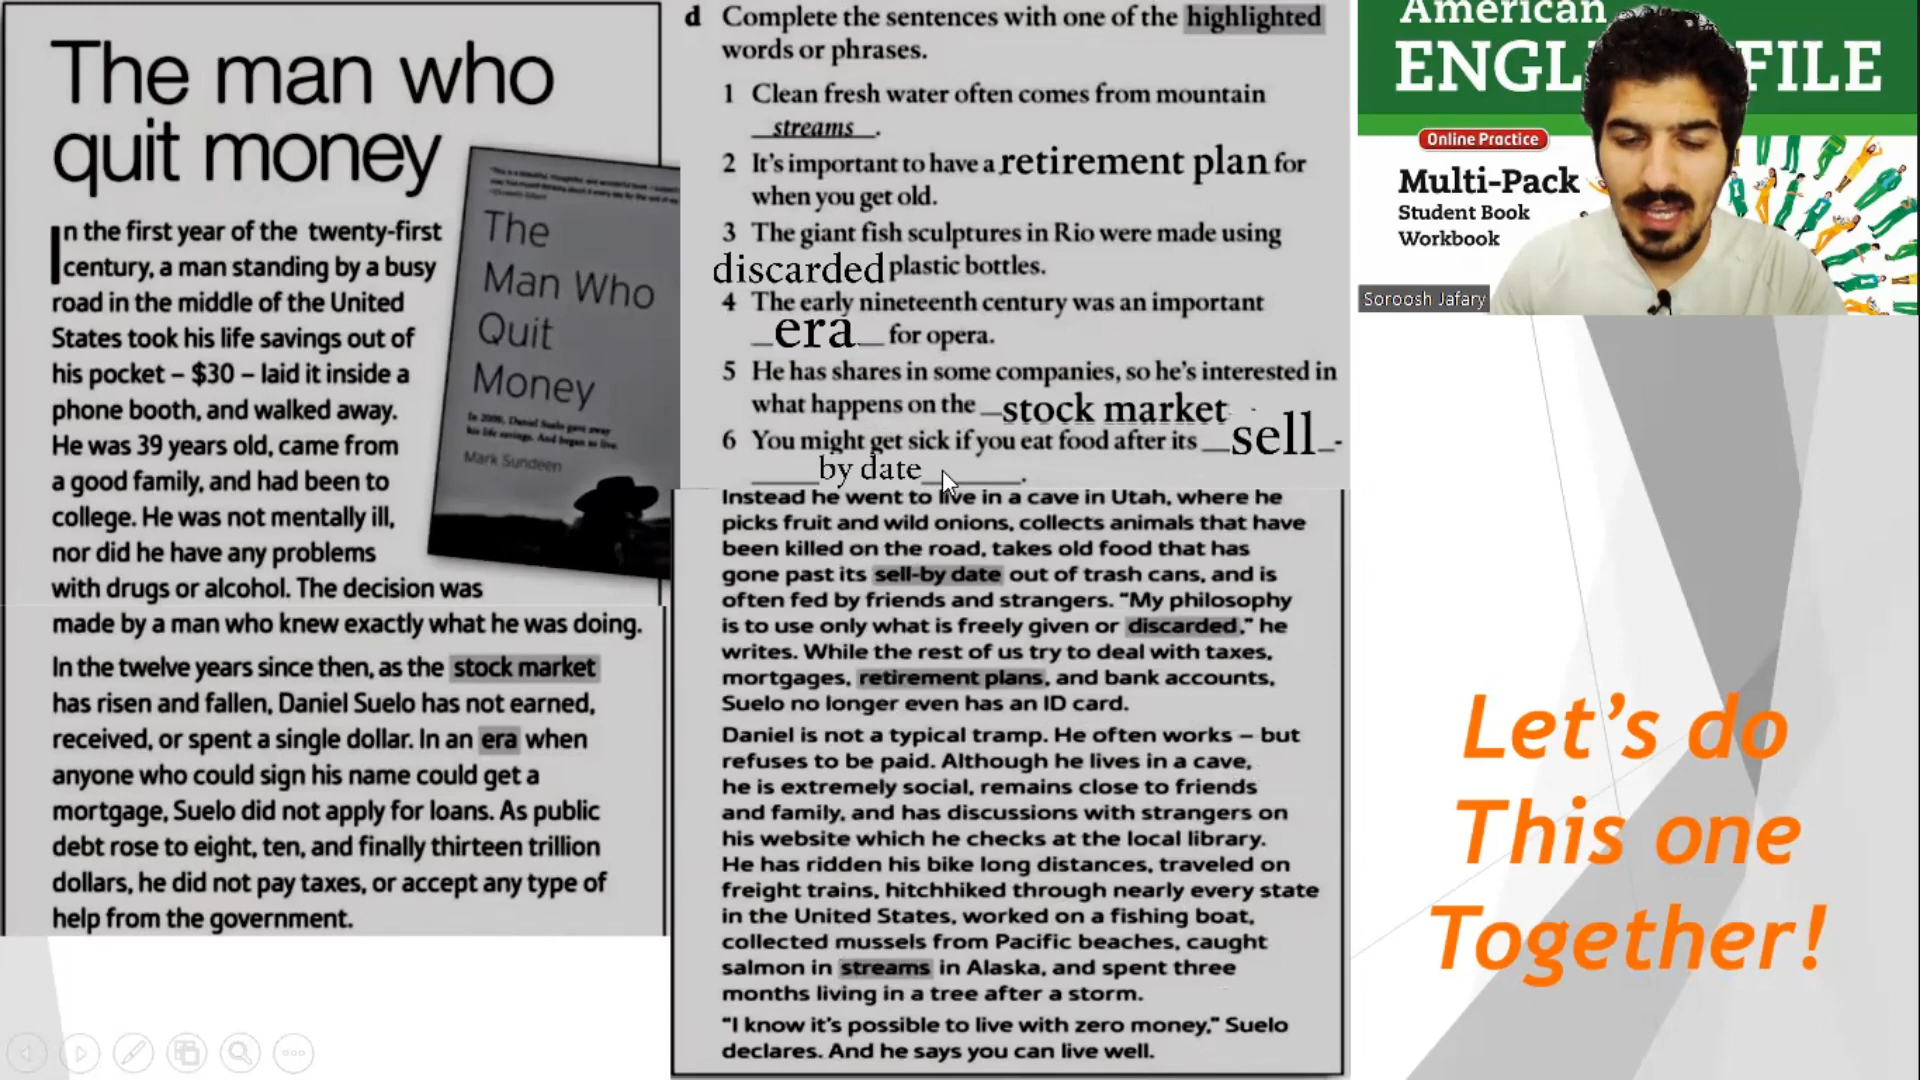 The man who
quit money
In the first year of the twenty-first
century, a man standing by a busy
road in the middle of the United
States took his life savings out of
his pocket – $30 – laid it inside a
phone booth, and walked away.
He was 39 years old, came from
a good family, and had been to
college. He was not mentally ill,
nor did he have any problems
with drugs or alcohol. The decision was
made by a man who knew exactly what he was doing.
In the twelve years since then, as the stock market
has risen and fallen, Daniel Suelo has not earned,
received, or spent a single dollar. In an era when
anyone who could sign his name could get a
mortgage, Suelo did not apply for loans. As public
debt rose to eight, ten, and finally thirteen trillion
dollars, he did not pay taxes, or accept any type of
help from the government.
The
Man Who
Quit
Money
In 2000, Daniel Suelo gave away
his life savings. And began to live.
Mark Sundeen
d Complete the sentences with one of the highlighted
words or phrases.
1 Clean fresh water often comes from mountain
__streams__.
2 It's important to have a retirement plan for
when you get old.
3 The giant fish sculptures in Rio were made using
discarded plastic bottles.
4 The early nineteenth century was an important
_era__ for opera.
5 He has shares in some companies, so he's interested in
what happens on the _stock market
6 You might get sick if you eat food after its __sell_-
____by date______.
Instead he went to live in a cave in Utah, where he
picks fruit and wild onions, collects animals that have
been killed on the road, takes old food that has
gone past its sell-by date out of trash cans, and is
often fed by friends and strangers. "My philosophy
is to use only what is freely given or discarded," he
writes. While the rest of us try to deal with taxes,
mortgages, retirement plans, and bank accounts,
Suelo no longer even has an ID card.
Daniel is not a typical tramp. He often works – but
refuses to be paid. Although he lives in a cave,
he is extremely social, remains close to friends
and family, and has discussions with strangers on
his website which he checks at the local library.
He has ridden his bike long distances, traveled on
freight trains, hitchhiked through nearly every state
in the United States, worked on a fishing boat,
collected mussels from Pacific beaches, caught
salmon in streams in Alaska, and spent three
months living in a tree after a storm.
"I know it's possible to live with zero money," Suelo
declares. And he says you can live well.
American
ENGL FILE
Online Practice
Multi-Pack
Student Book
Workbook
Soroosh Jafary
Let's do
This one
Together!